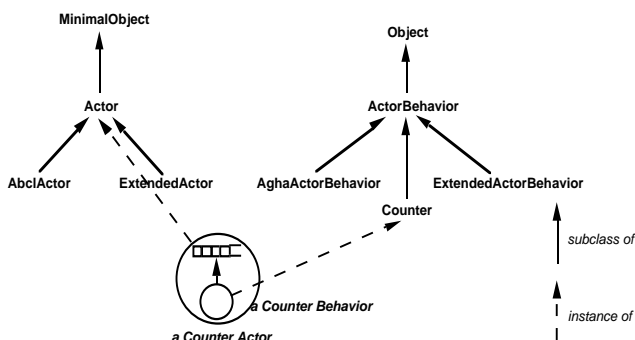 MinimalObject
Object
Actor
ActorBehavior
AbclActor
ExtendedActor
AghaActorBehavior
ExtendedActorBehavior
Counter
subclass of
a Counter Behavior
instance of
a Counter Actor